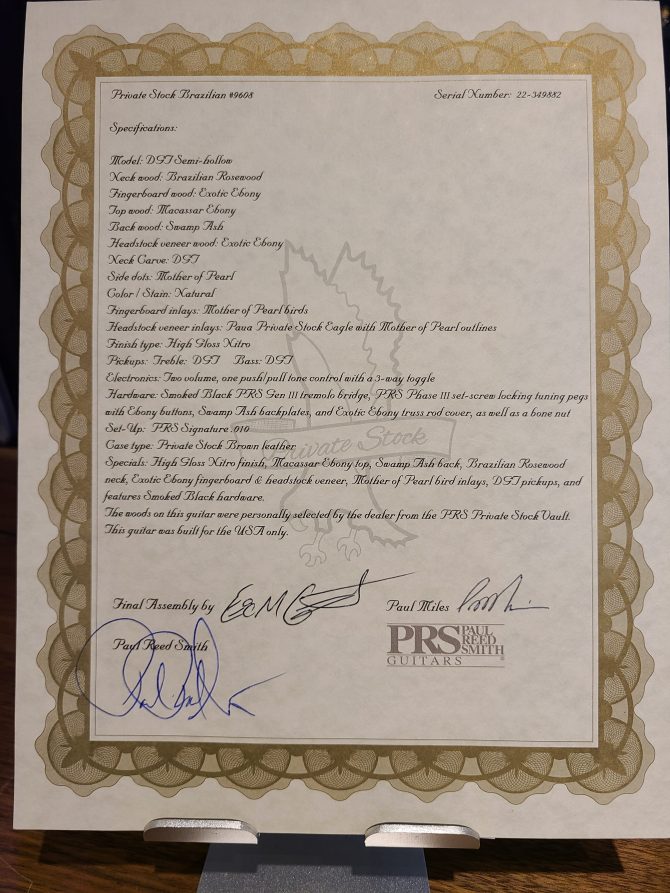 Private Stock Brazilian #9608 Serial Number: 22-349882
Specifications:
Model: DGT Semi-hollow
Neck wood: Brazilian Rosewood
Fingerboard wood: Exotic Ebony
Top wood: Macassar Ebony
Back wood: Swamp Ash
Headstock veneer wood: Exotic Ebony
Neck Carve: DGT
Side dots: Mother of Pearl
Color / Stain: Natural
Fingerboard inlays: Mother of Pearl birds
Headstock veneer inlays: Paua Private Stock Eagle with Mother of Pearl outlines
Finish type: High Gloss Nitro
Pickups: Treble: DGT Bass: DGT
Electronics: Two volume, one push/pull tone control with a 3-way toggle
Hardware: Smoked Black PRS Gen III tremolo bridge, PRS Phase III set-screw locking tuning pegs
with Ebony buttons, Swamp Ash backplates, and Exotic Ebony truss rod cover, as well as a bone nut
Set-Up: PRS Signature .010
Case type: Private Stock Brown leather
Private Stock
Specials: High Gloss Nitro finish, Macassar Ebony top, Swamp Ash back, Brazilian Rosewood
neck, Exotic Ebony fingerboard & headstock veneer, Mother of Pearl bird inlays, DGT pickups, and
features Smoked Black hardware.
The woods on this guitar were personally selected by the dealer from the PRS Private Stock Vault.
This guitar was built for the USA only.
Final Assembly by
Paul Miles
Paul Reed Smith
PRS PAUL REED SMITH
GUITARS ®